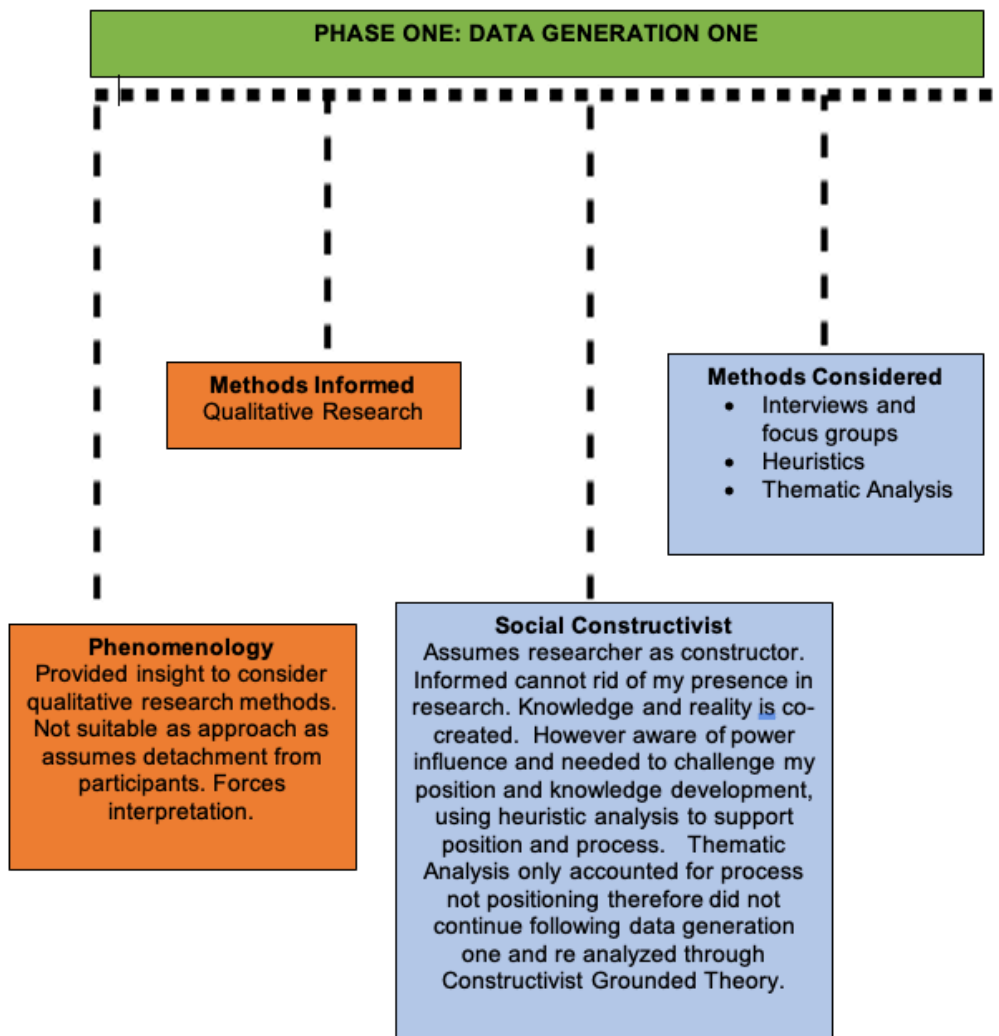 PHASE ONE: DATA GENERATION ONE
Methods Informed
Qualitative Research
Methods Considered
• Interviews and
focus groups
• Heuristics
• Thematic Analysis
Phenomenology
Provided insight to consider
qualitative research methods.
Not suitable as approach as
assumes detachment from
participants. Forces
interpretation.
Social Constructivist
Assumes researcher as constructor.
Informed cannot rid of my presence in
research. Knowledge and reality is co-
created.  However aware of power
influence and needed to challenge my
position and knowledge development,
using heuristic analysis to support
position and process.   Thematic
Analysis only accounted for process
not positioning therefore did not
continue following data generation
one and re analyzed through
Constructivist Grounded Theory.